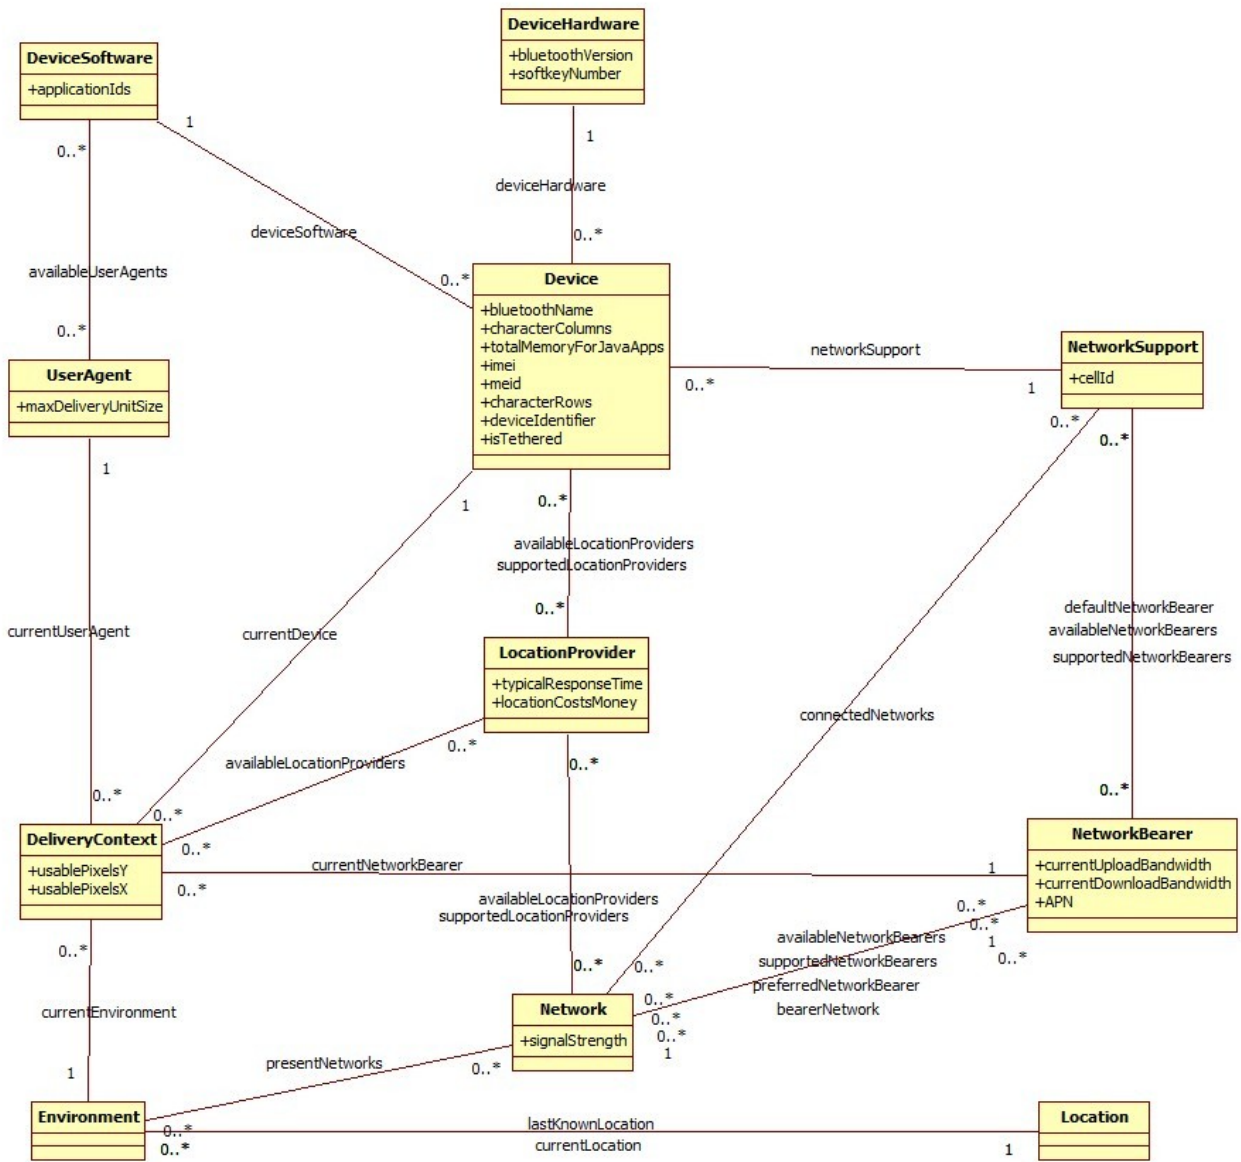 DeviceHardware
+bluetoothVersion
+softkeyNumber
DeviceSoftware
+applicationIds
1
0..*
1
deviceHardware
deviceSoftware
0..*
availableUserAgents
0..*
0..*
Device
+bluetoothName
+characterColumns
+totalMemoryForJavaApps
+imei
+meid
+characterRows
+deviceIdentifier
+isTethered
networkSupport
0..*
1
NetworkSupport
+cellId
UserAgent
+maxDeliveryUnitSize
1
1
0..*
0..*
0..*
availableLocationProviders
supportedLocationProviders
0..*
defaultNetworkBearer
availableNetworkBearers
supportedNetworkBearers
currentUserAgent
currentDevice
LocationProvider
+typicalResponseTime
+locationCostsMoney
connectedNetworks
0..*
availableLocationProviders
0..*
0..*
0..*
0..*
DeliveryContext
+usablePixelsY
+usablePixelsX
0..*
currentNetworkBearer
0..*
1
NetworkBearer
+currentUploadBandwidth
+currentDownloadBandwidth
+APN
availableLocationProviders
supportedLocationProviders
0..*
0..*
1
0..*
availableNetworkBearers
supportedNetworkBearers
preferredNetworkBearer
bearerNetwork
0..*
0..*
0..*
0..*
0..*
0..*
1
currentEnvironment
Network
+signalStrength
presentNetworks
0..*
1
Environment
0..*
0..*
lastKnownLocation
currentLocation
1
Location